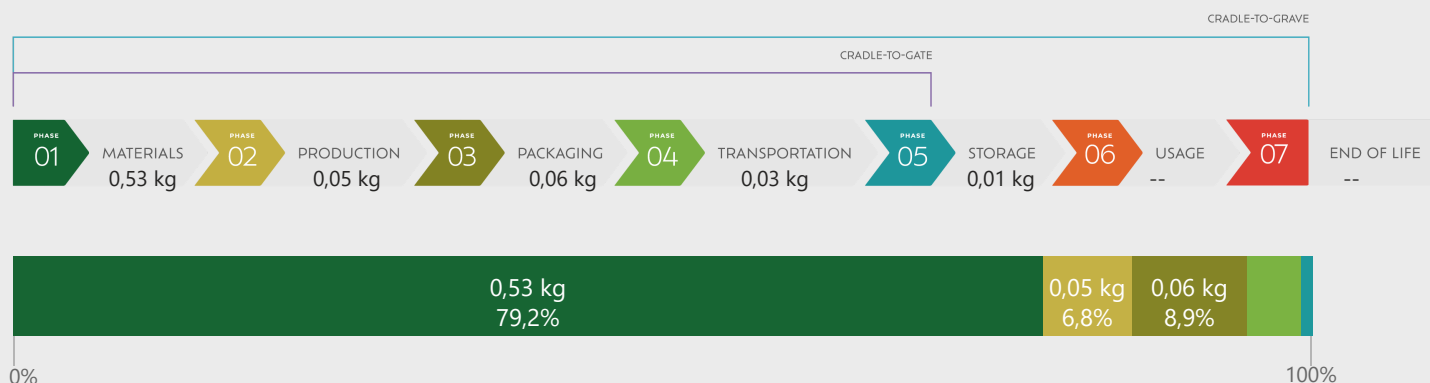 CRADLE-TO-GRAVE
CRADLE-TO-GATE
PHASE
01
MATERIALS
0,53 kg
PHASE
02
PRODUCTION
0,05 kg
PHASE
03
PACKAGING
0,06 kg
PHASE
04
TRANSPORTATION
0,03 kg
PHASE
05
STORAGE
0,01 kg
PHASE
06
USAGE
--
PHASE
07
END OF LIFE
--
0,53 kg
79,2%
0,05 kg
6,8%
0,06 kg
8,9%
0%
100%